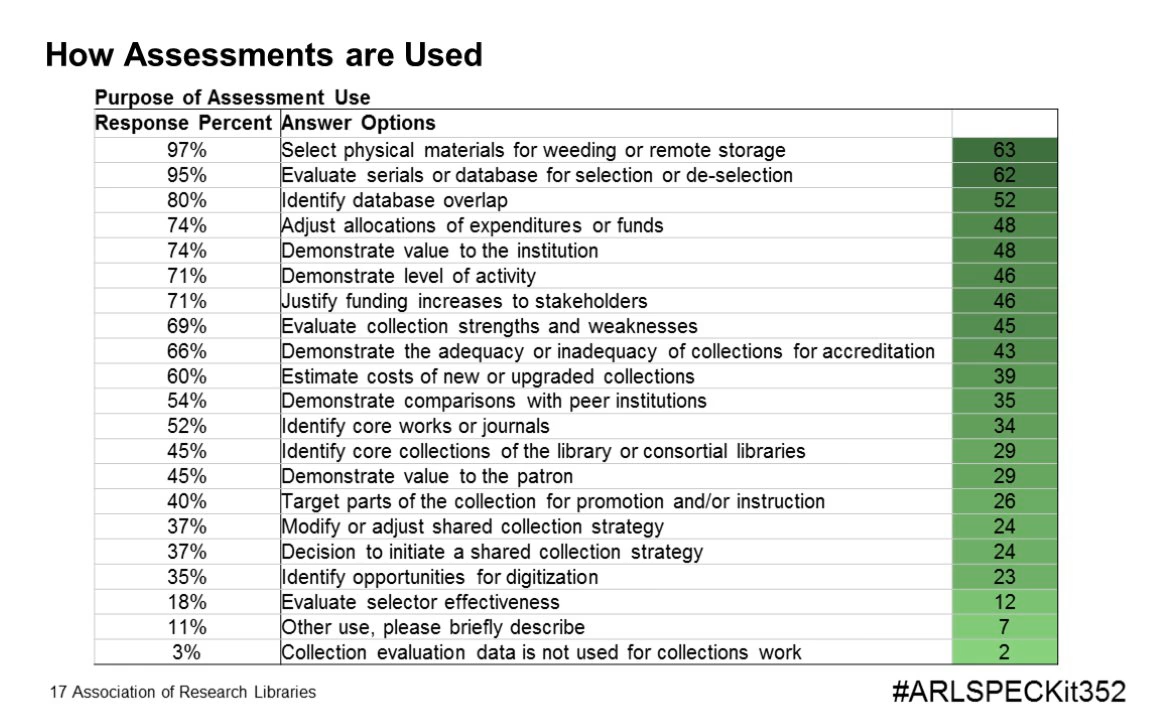 How Assessments are Used
Purpose of Assessment Use
Response Percent Answer Options
97% Select physical materials for weeding or remote storage 63
95% Evaluate serials or database for selection or de-selection 62
80% Identify database overlap 52
74% Adjust allocations of expenditures or funds 48
74% Demonstrate value to the institution 48
71% Demonstrate level of activity 46
71% Justify funding increases to stakeholders 46
69% Evaluate collection strengths and weaknesses 45
66% Demonstrate the adequacy or inadequacy of collections for accreditation 43
60% Estimate costs of new or upgraded collections 39
54% Demonstrate comparisons with peer institutions 35
52% Identify core works or journals 34
45% Identify core collections of the library or consortial libraries 29
45% Demonstrate value to the patron 29
40% Target parts of the collection for promotion and/or instruction 26
37% Modify or adjust shared collection strategy 24
37% Decision to initiate a shared collection strategy 24
35% Identify opportunities for digitization 23
18% Evaluate selector effectiveness 12
11% Other use, please briefly describe 7
3% Collection evaluation data is not used for collections work 2
17 Association of Research Libraries #ARLSPECKit352